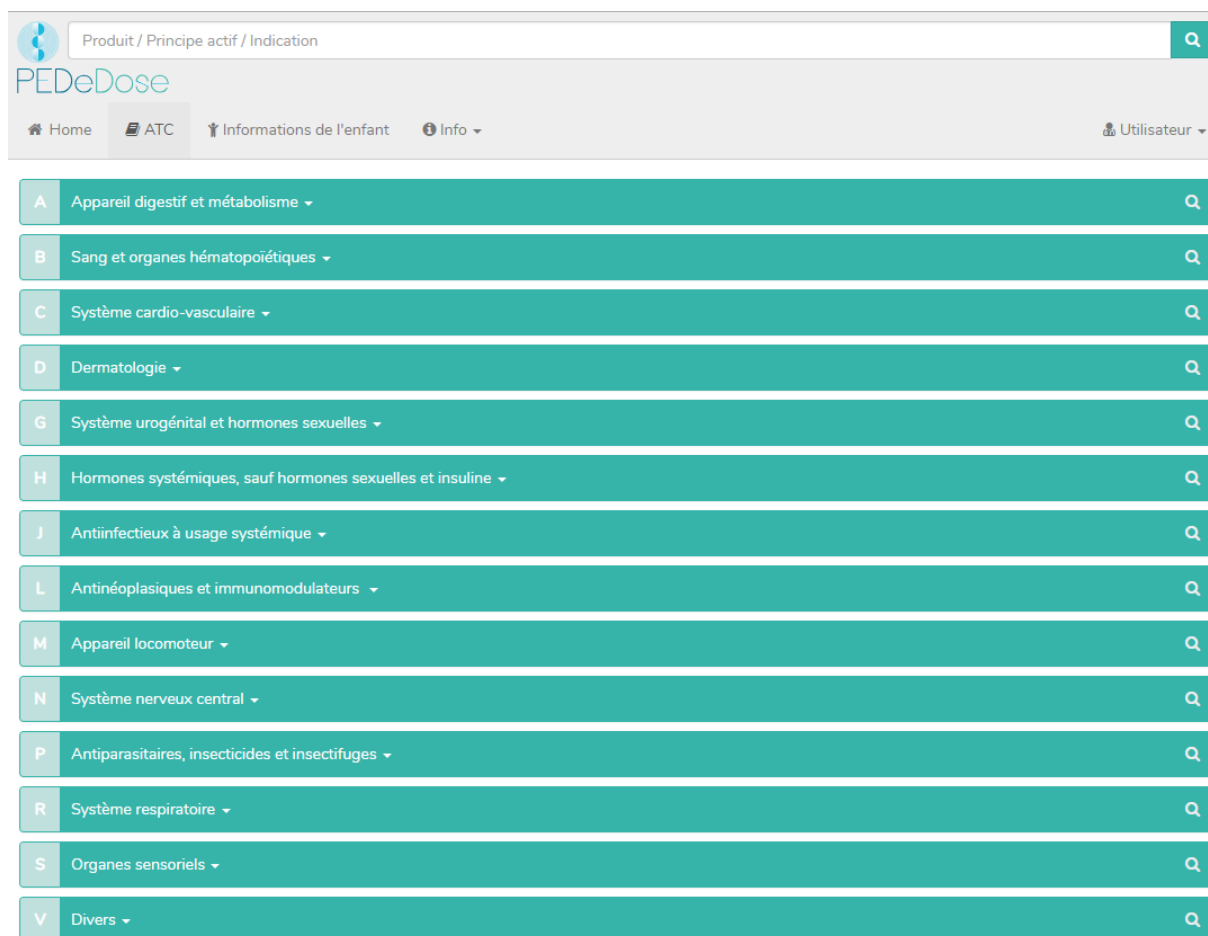 Produit / Principe actif / Indication
PEDeDose
Home ATC Informations de l'enfant Info Utilisateur
A Appareil digestif et métabolisme
B Sang et organes hématopoïétiques
C Système cardio-vasculaire
D Dermatologie
G Système urogénital et hormones sexuelles
H Hormones systémiques, sauf hormones sexuelles et insuline
J Antiinfectieux à usage systémique
L Antinéoplasiques et immunomodulateurs
M Appareil locomoteur
N Système nerveux central
P Antiparasitaires, insecticides et insectifuges
R Système respiratoire
S Organes sensoriels
V Divers